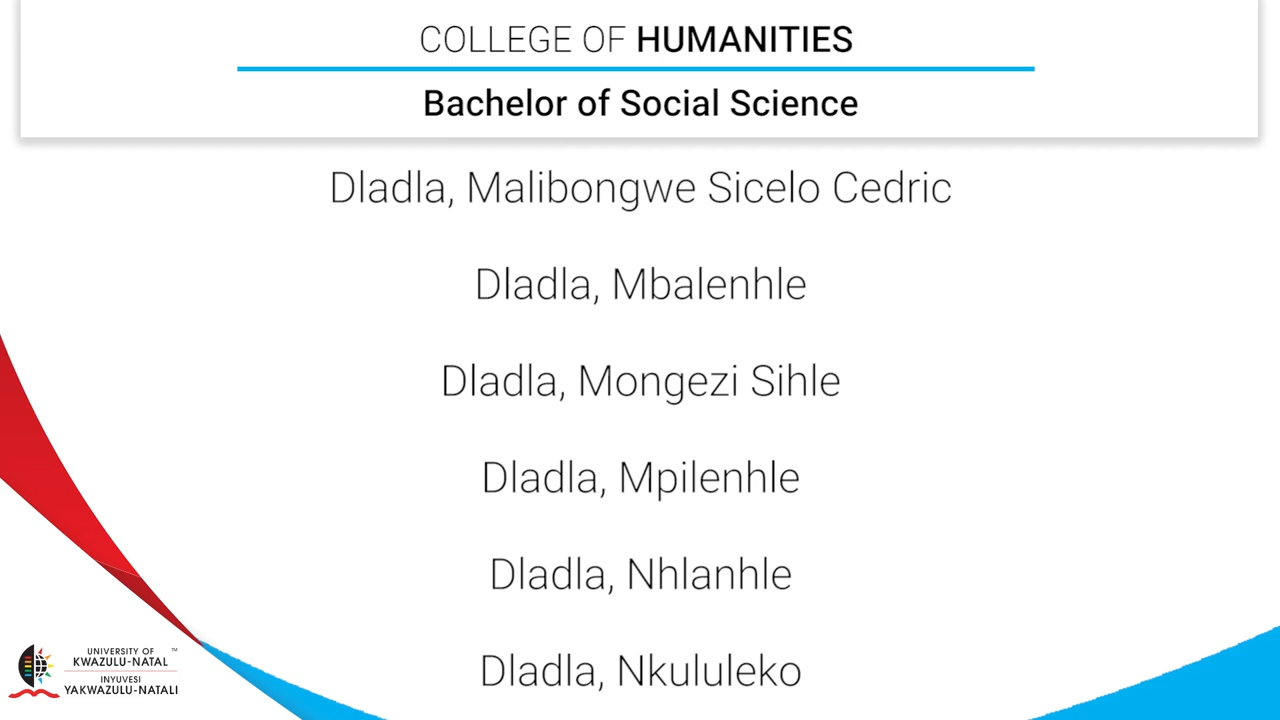 COLLEGE OF HUMANITIES
Bachelor of Social Science
Dladla, Malibongwe Sicelo Cedric
Dladla, Mbalenhle
Dladla, Mongezi Sihle
Dladla, Mpilenhle
Dladla, Nhlanhle
Dladla, Nkululeko
UNIVERSITY OF ™
KWAZULU-NATAL
INYUVESI
YAKWAZULU-NATALI